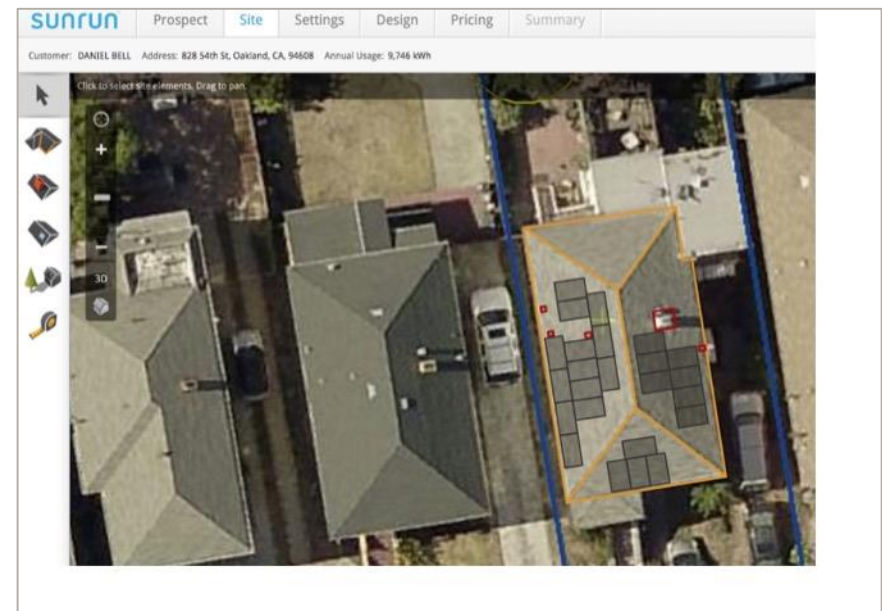 sunrun Prospect Site Settings Design Pricing Summary
Customer: DANIEL BELL Address: 828 54th St, Oakland, CA, 94608 Annual Usage: 9,746 kWh
Click to select site elements. Drag to pan.
3D